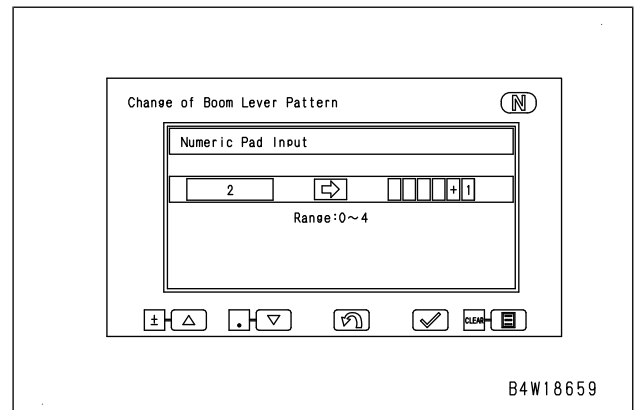 Change of Boom Lever Pattern N
Numeric Pad Input
2 ⇨ +1
Range:0～4
± △ . ▽ CLEAR
B4W18659